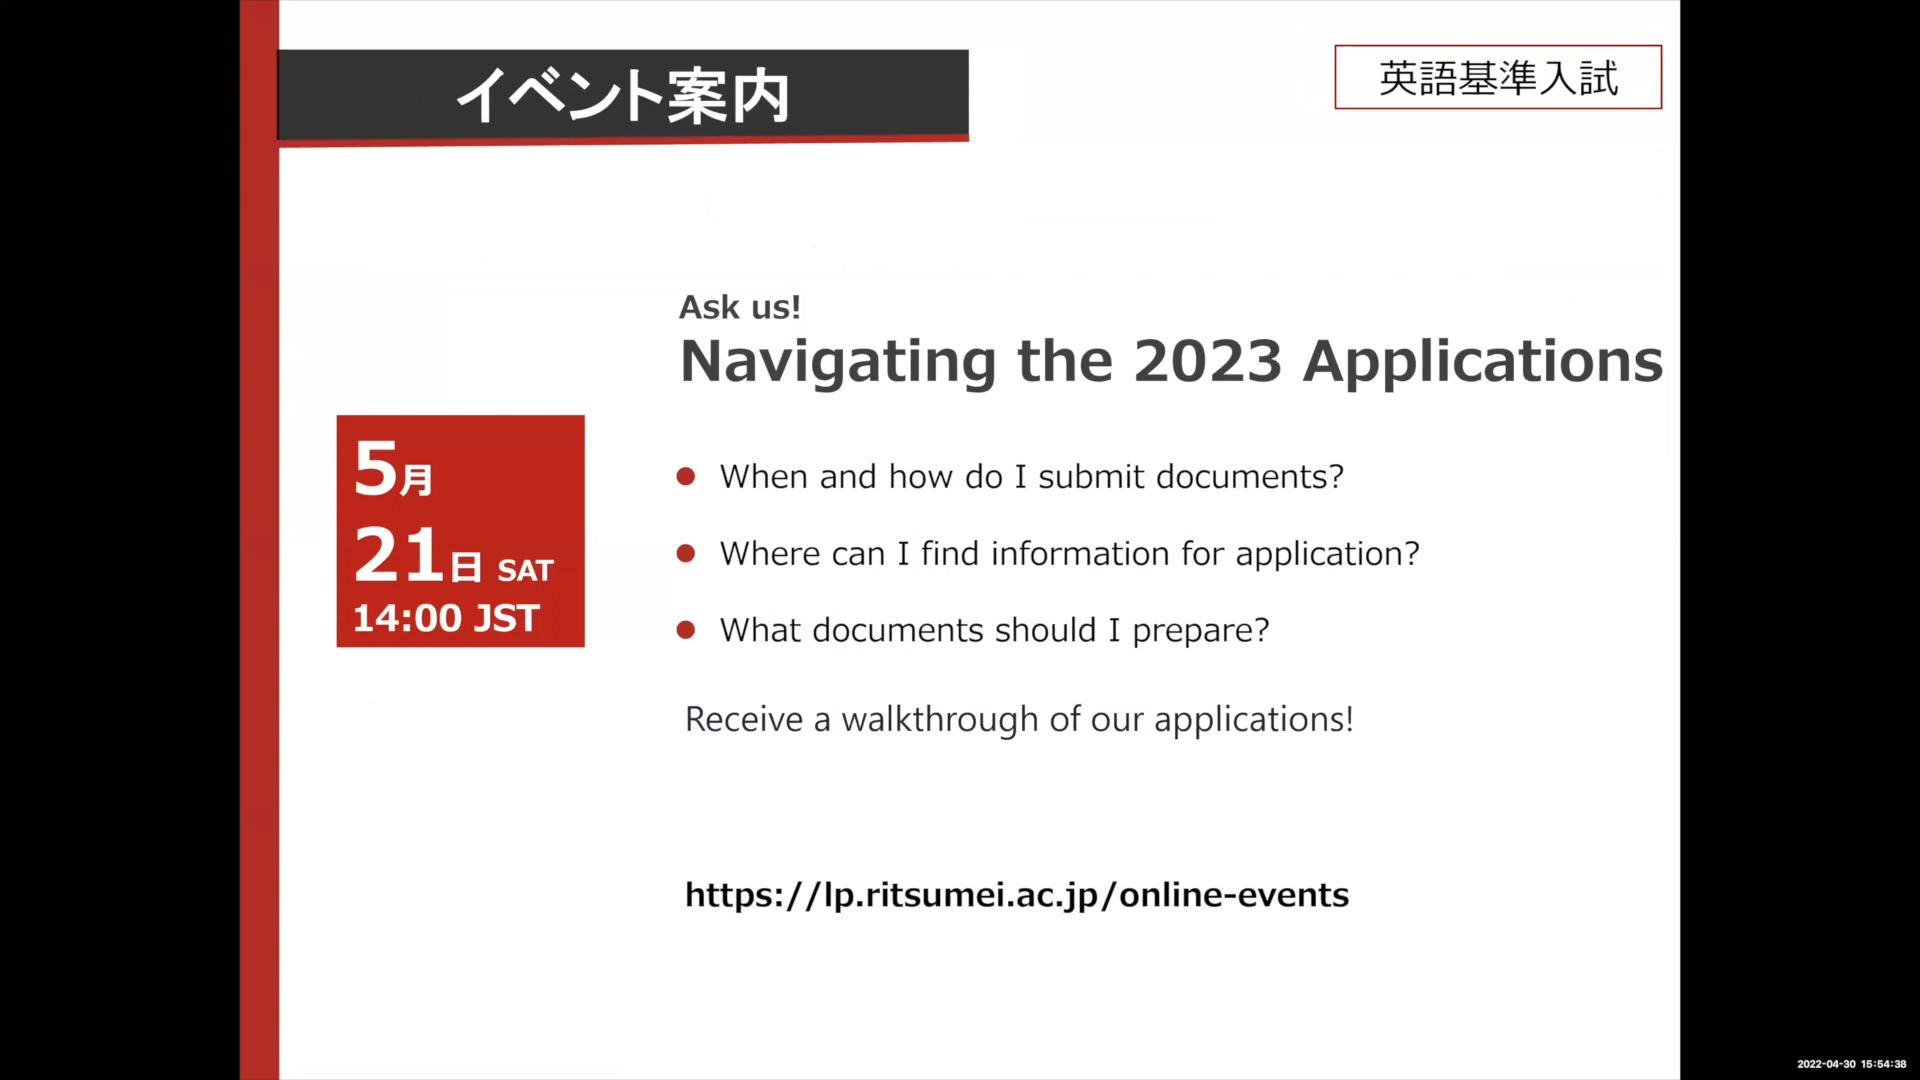 イベント案内
英語基準入試
Ask us!
Navigating the 2023 Applications
5月
21日 SAT
14:00 JST
● When and how do I submit documents?
● Where can I find information for application?
● What documents should I prepare?
Receive a walkthrough of our applications!
https://lp.ritsumei.ac.jp/online-events
2022-04-30 15:54:38